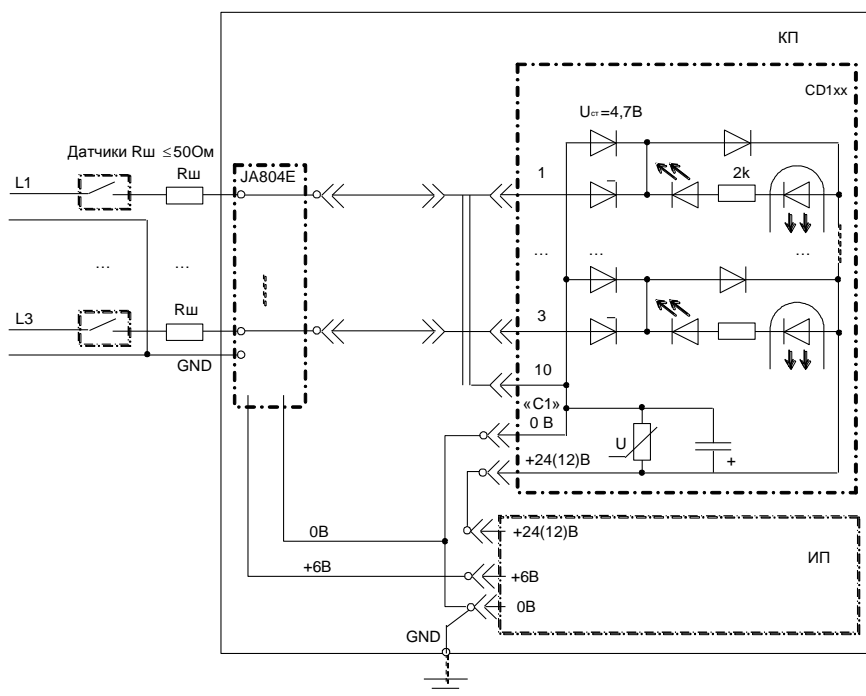 КП
CD1xx
Uст=4,7В
Датчики Rш ≤50Ом
JA804E
L1
Rш
1
2k
...
...
...
...
...
L3
Rш
3
GND
10
«С1»
0 В
U
+
+24(12)В
0В
+24(12)В
ИП
+6В
+6В
0В
GND